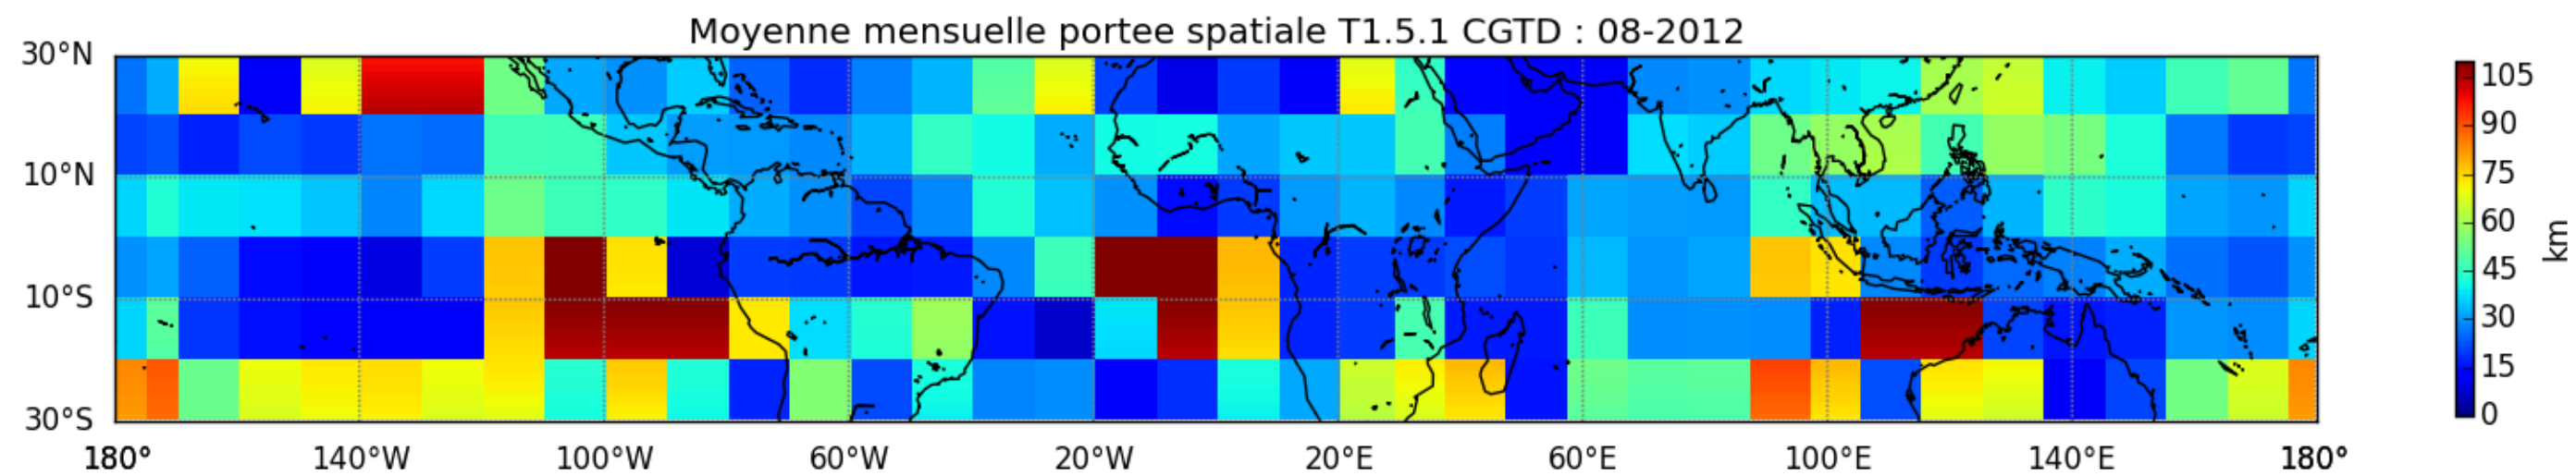 Moyenne mensuelle portee spatiale T1.5.1 CGTD : 08-2012
30°N
10°N
10°S
30°S
180° 140°W 100°W 60°W 20°W 20°E 60°E 100°E 140°E 180°
105
90
75
60
45
30
15
0
km